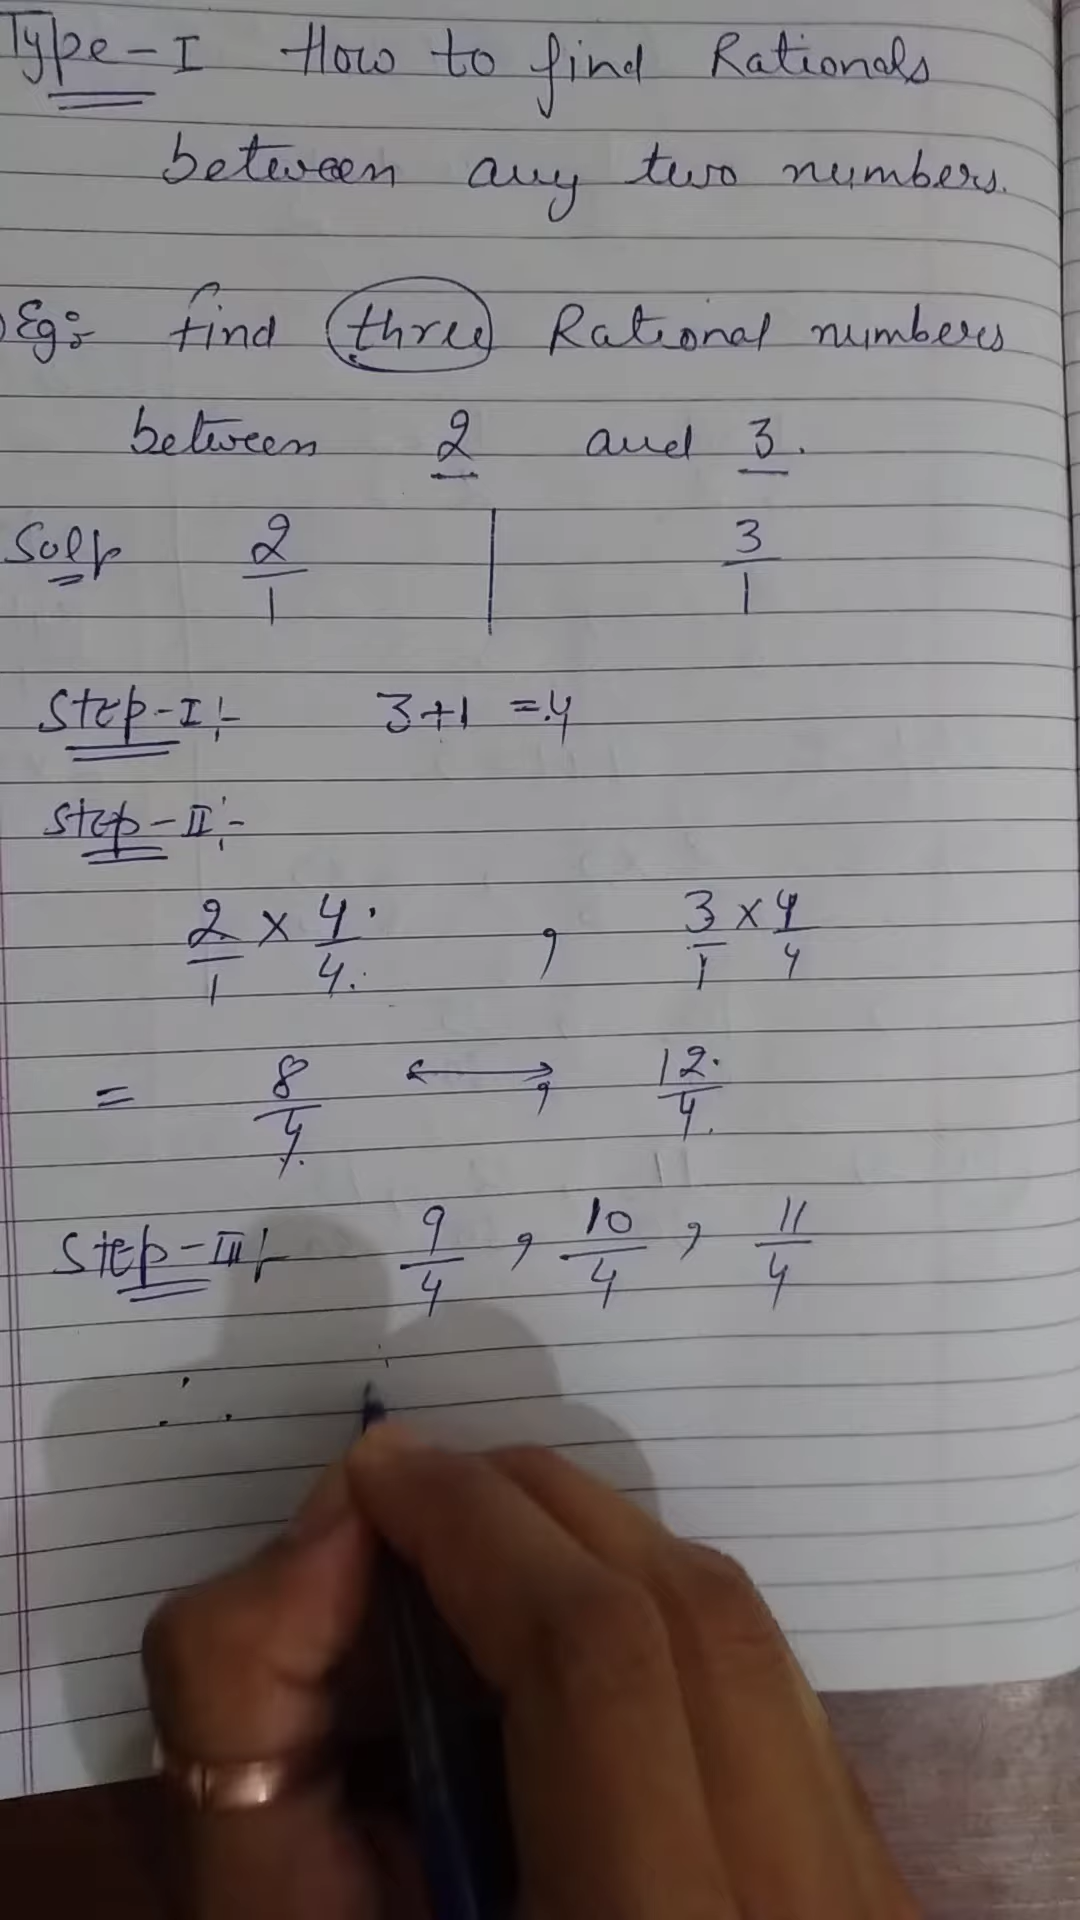 Type-I How to find Rationals
between any two numbers.
Eg:- find three Rational numbers
between 2 and 3.
Soln 2/1 | 3/1
Step-I:- 3+1 =4
Step-II:-
2/1 × 4/4 , 3/1 × 4/4
= 8/4 ↔ , 12/4
Step-III:- 9/4 , 10/4 , 11/4
∴